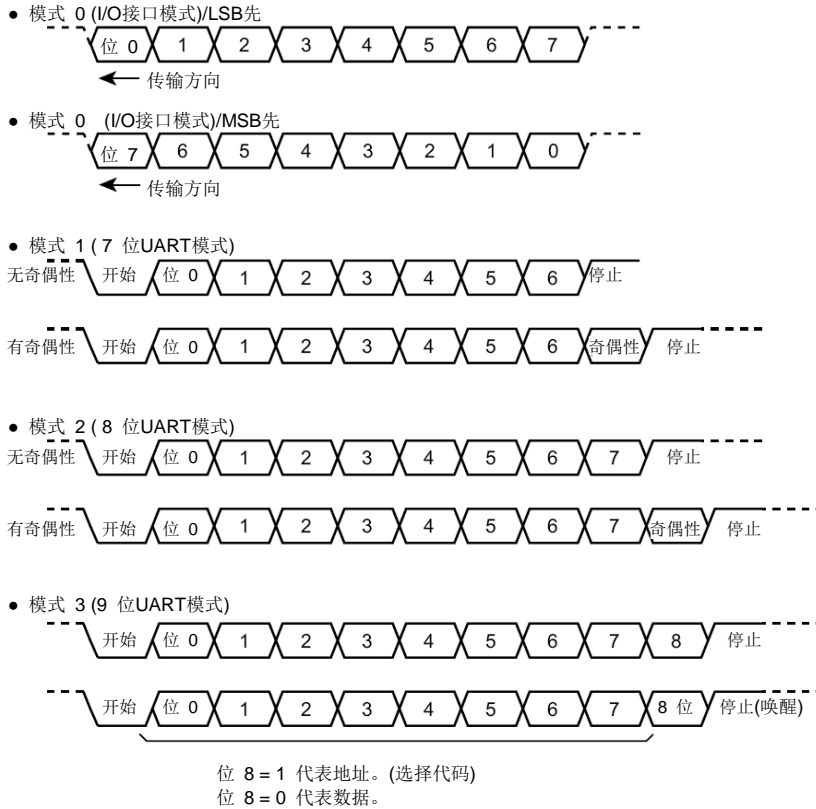 ● 模式 0 (I/O接口模式)/LSB先
位 0 1 2 3 4 5 6 7
传输方向
● 模式 0 (I/O接口模式)/MSB先
位 7 6 5 4 3 2 1 0
传输方向
● 模式 1 ( 7 位UART模式)
无奇偶性 开始 位 0 1 2 3 4 5 6 停止
有奇偶性 开始 位 0 1 2 3 4 5 6 奇偶性 停止
● 模式 2 ( 8 位UART模式)
无奇偶性 开始 位 0 1 2 3 4 5 6 7 停止
有奇偶性 开始 位 0 1 2 3 4 5 6 7 奇偶性 停止
● 模式 3 (9 位UART模式)
开始 位 0 1 2 3 4 5 6 7 8 停止
开始 位 0 1 2 3 4 5 6 7 8 位 停止(唤醒)
位 8 = 1 代表地址。(选择代码)
位 8 = 0 代表数据。